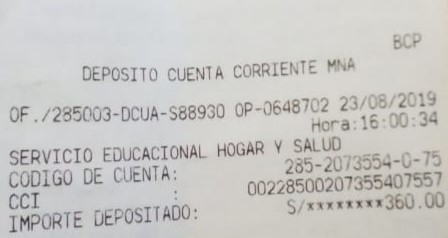 BCP
DEPOSITO CUENTA CORRIENTE MNA
OF./285003-DCUA-S88930 OP-0648702 23/08/2019
Hora:16:00:34
SERVICIO EDUCACIONAL HOGAR Y SALUD
CODIGO DE CUENTA: 285-2073554-0-75
CCI : 00228500207355407557
IMPORTE DEPOSITADO: S/********360.00